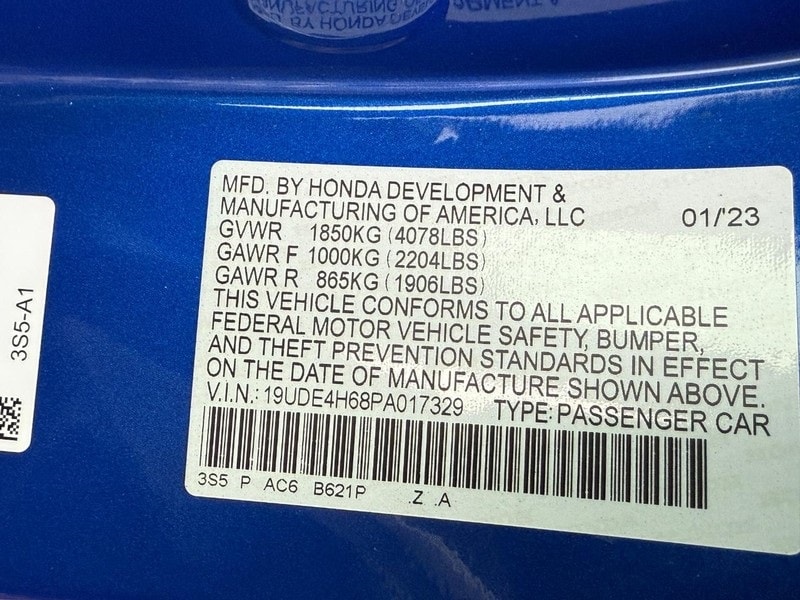 MFD. BY HONDA DEVELOPMENT &
MANUFACTURING OF AMERICA, LLC 01/'23
GVWR 1850KG (4078LBS)
GAWR F 1000KG (2204LBS)
GAWR R 865KG (1906LBS)
THIS VEHICLE CONFORMS TO ALL APPLICABLE
FEDERAL MOTOR VEHICLE SAFETY, BUMPER,
AND THEFT PREVENTION STANDARDS IN EFFECT
ON THE DATE OF MANUFACTURE SHOWN ABOVE.
V.I.N.: 19UDE4H68PA017329 TYPE: PASSENGER CAR
3S5 P AC6 B621P .Z .A
3S5-A1